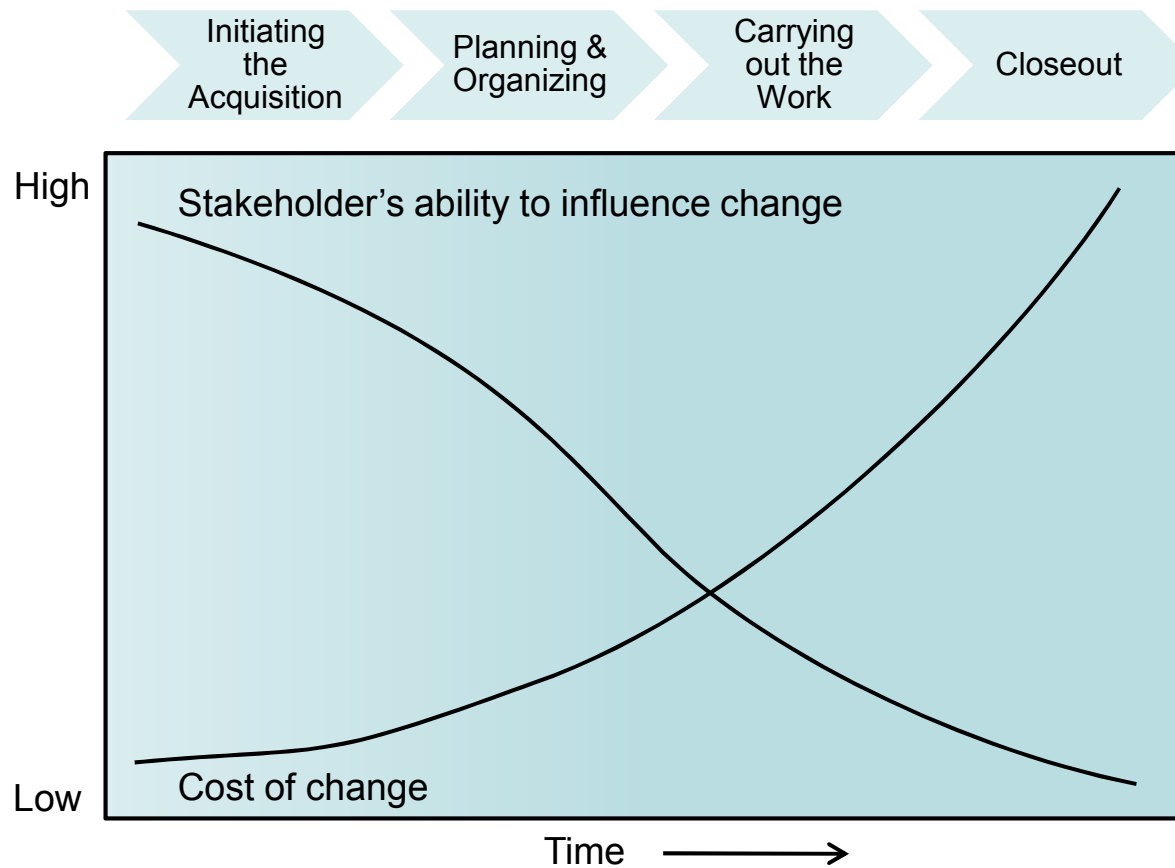 Initiating
the
Acquisition
Planning &
Organizing
Carrying
out the
Work
Closeout
High
Stakeholder’s ability to influence change
Low
Cost of change
Time